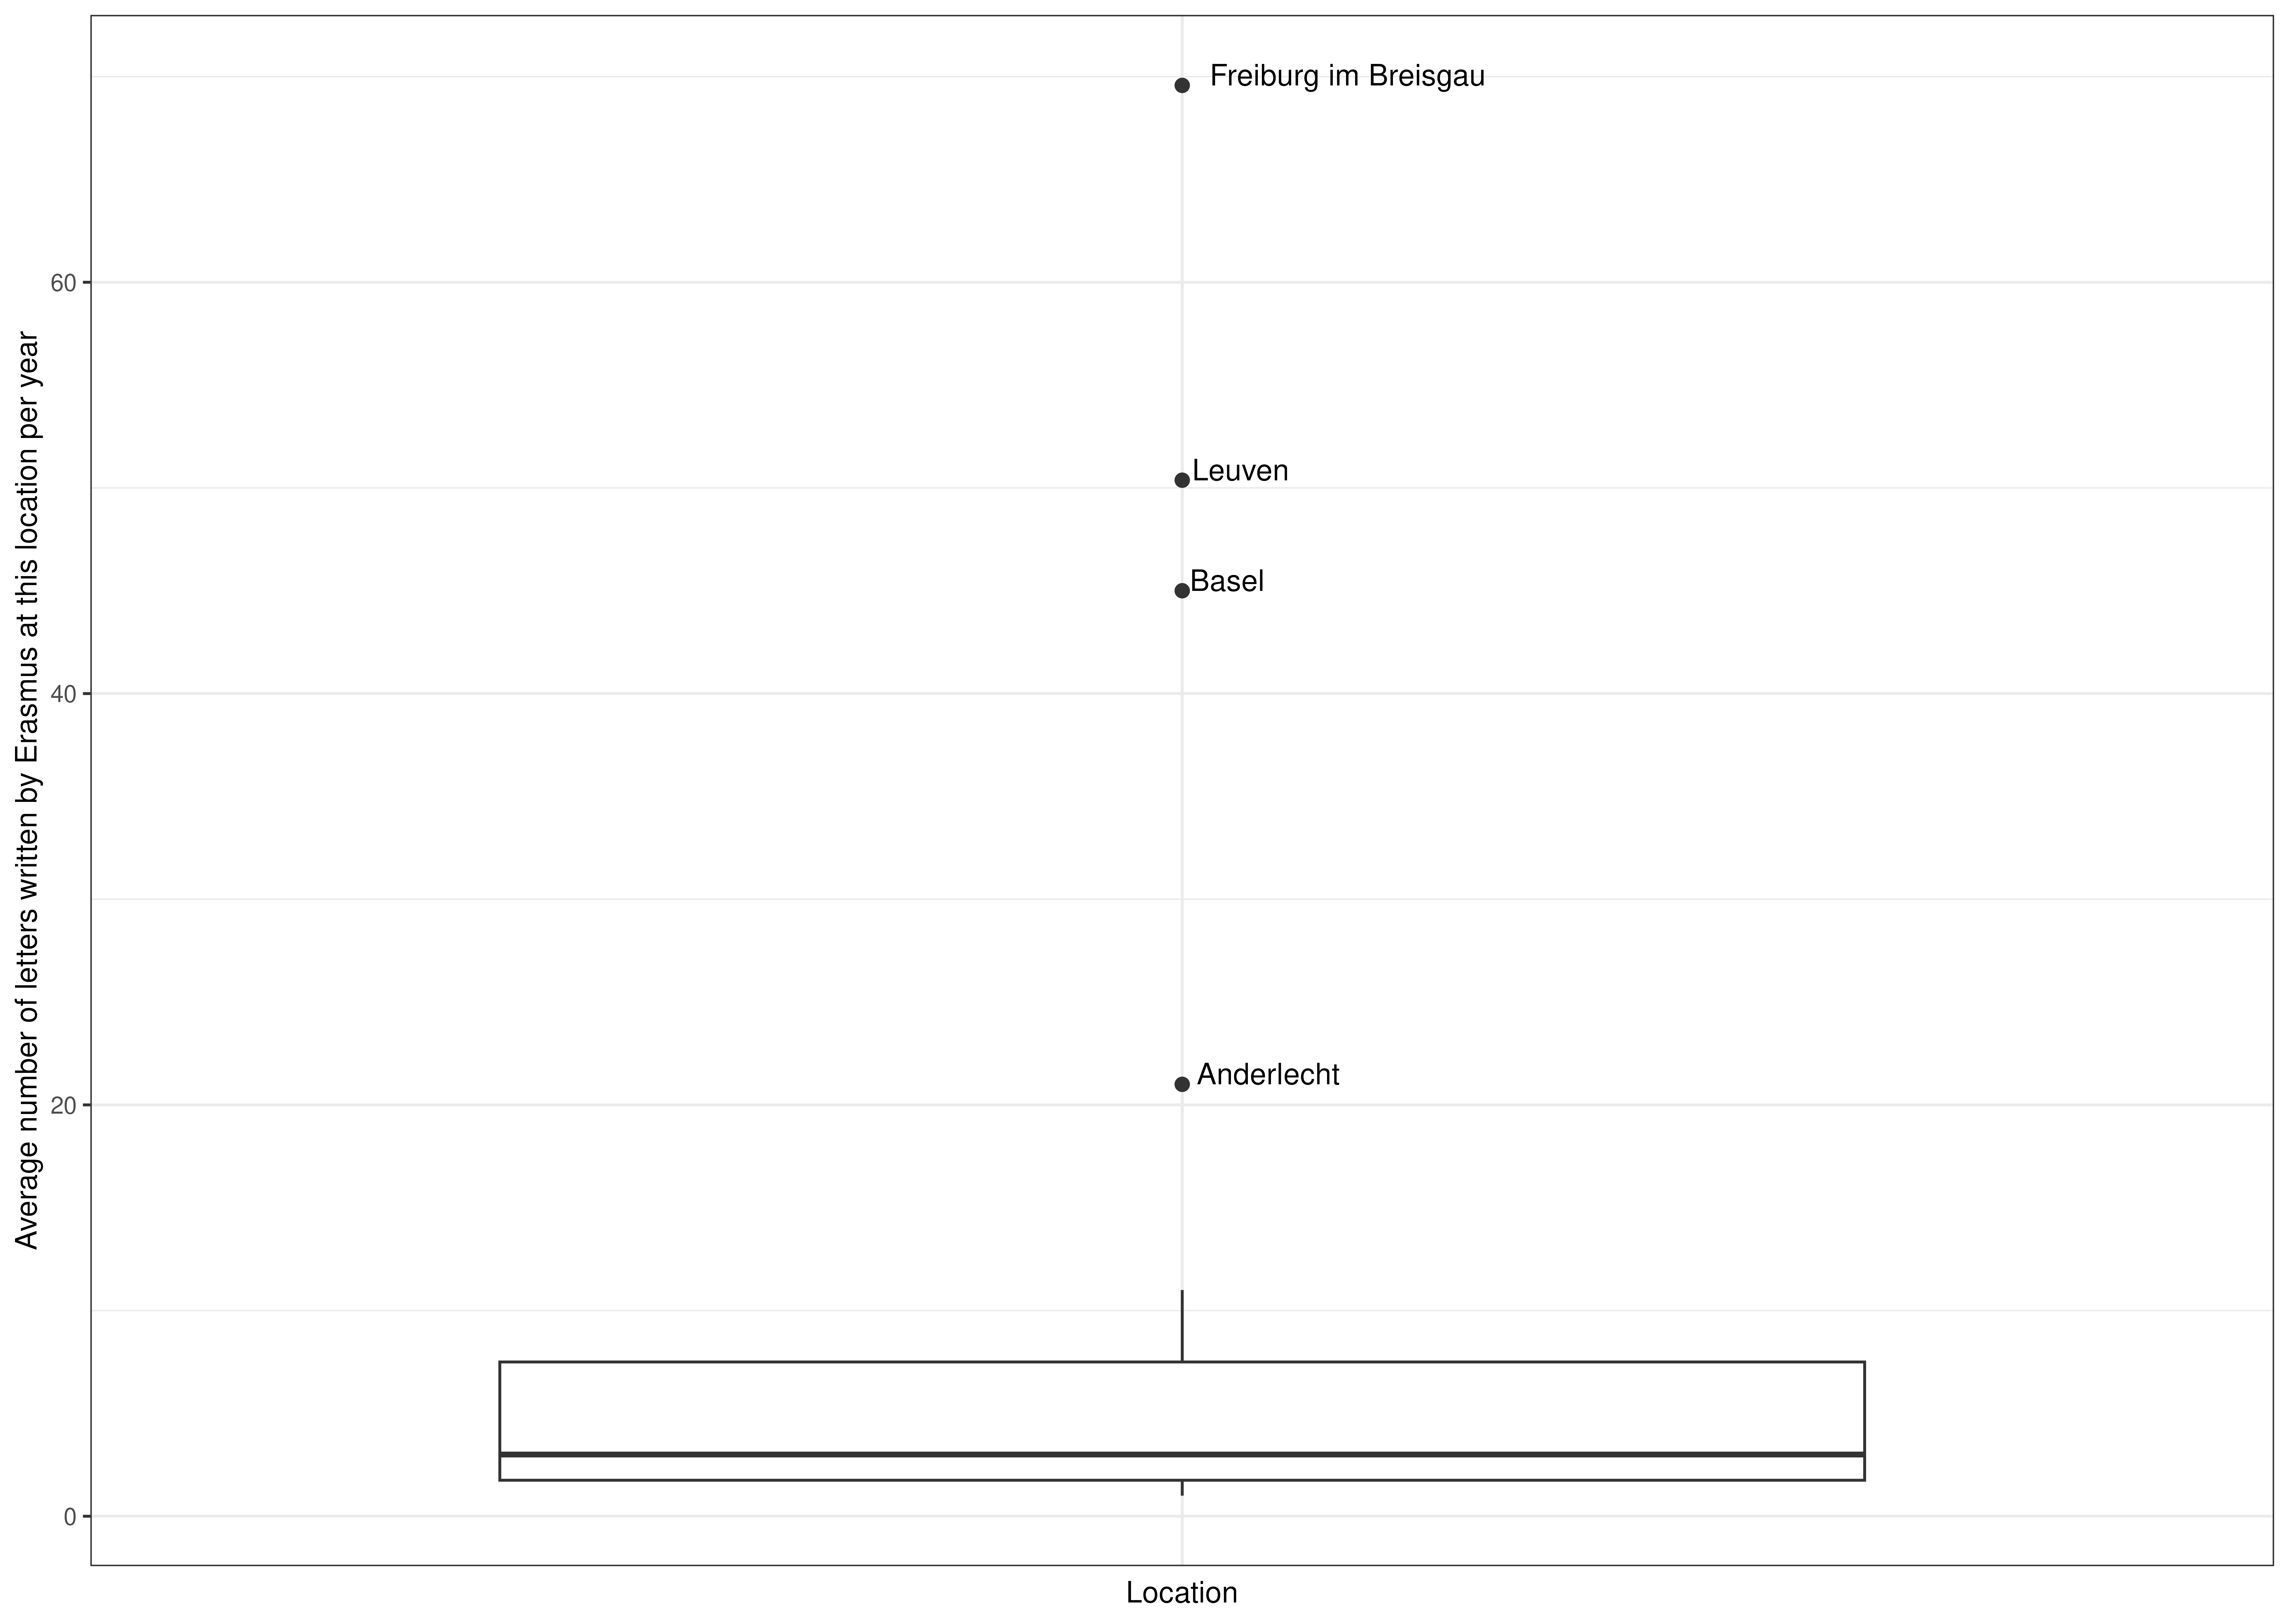 Average number of letters written by Erasmus at this location per year
60
40
20
0
Freiburg im Breisgau
Leuven
Basel
Anderlecht
Location